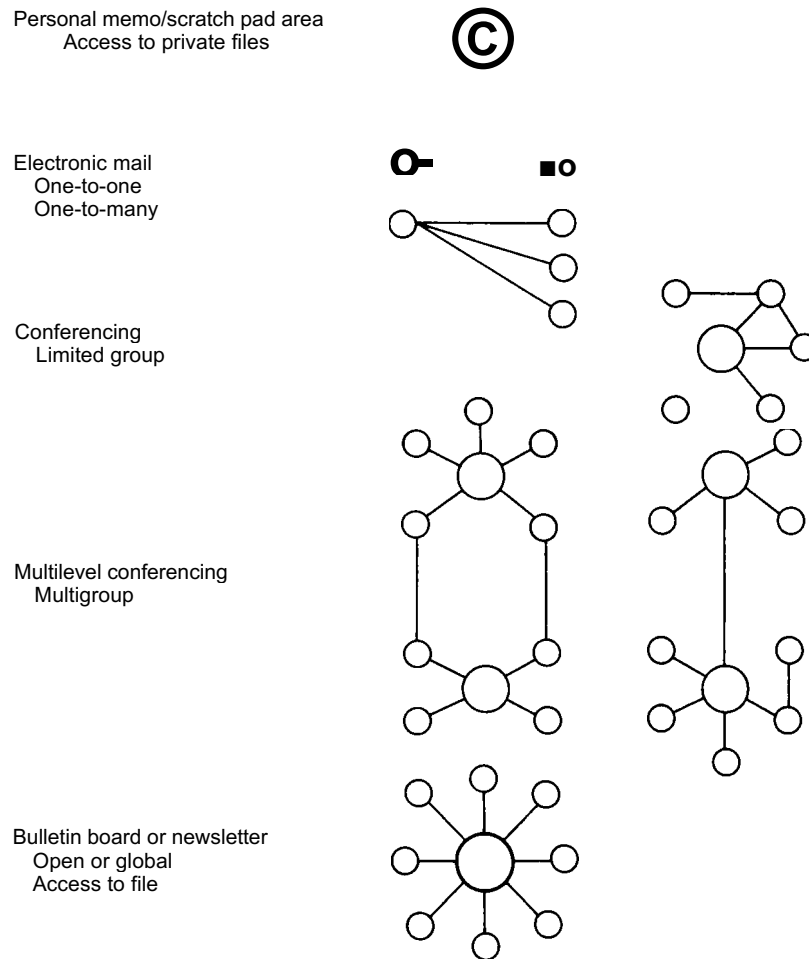 Personal memo/scratch pad area
Access to private files
©
Electronic mail
One-to-one
One-to-many
Conferencing
Limited group
Multilevel conferencing
Multigroup
Bulletin board or newsletter
Open or global
Access to file